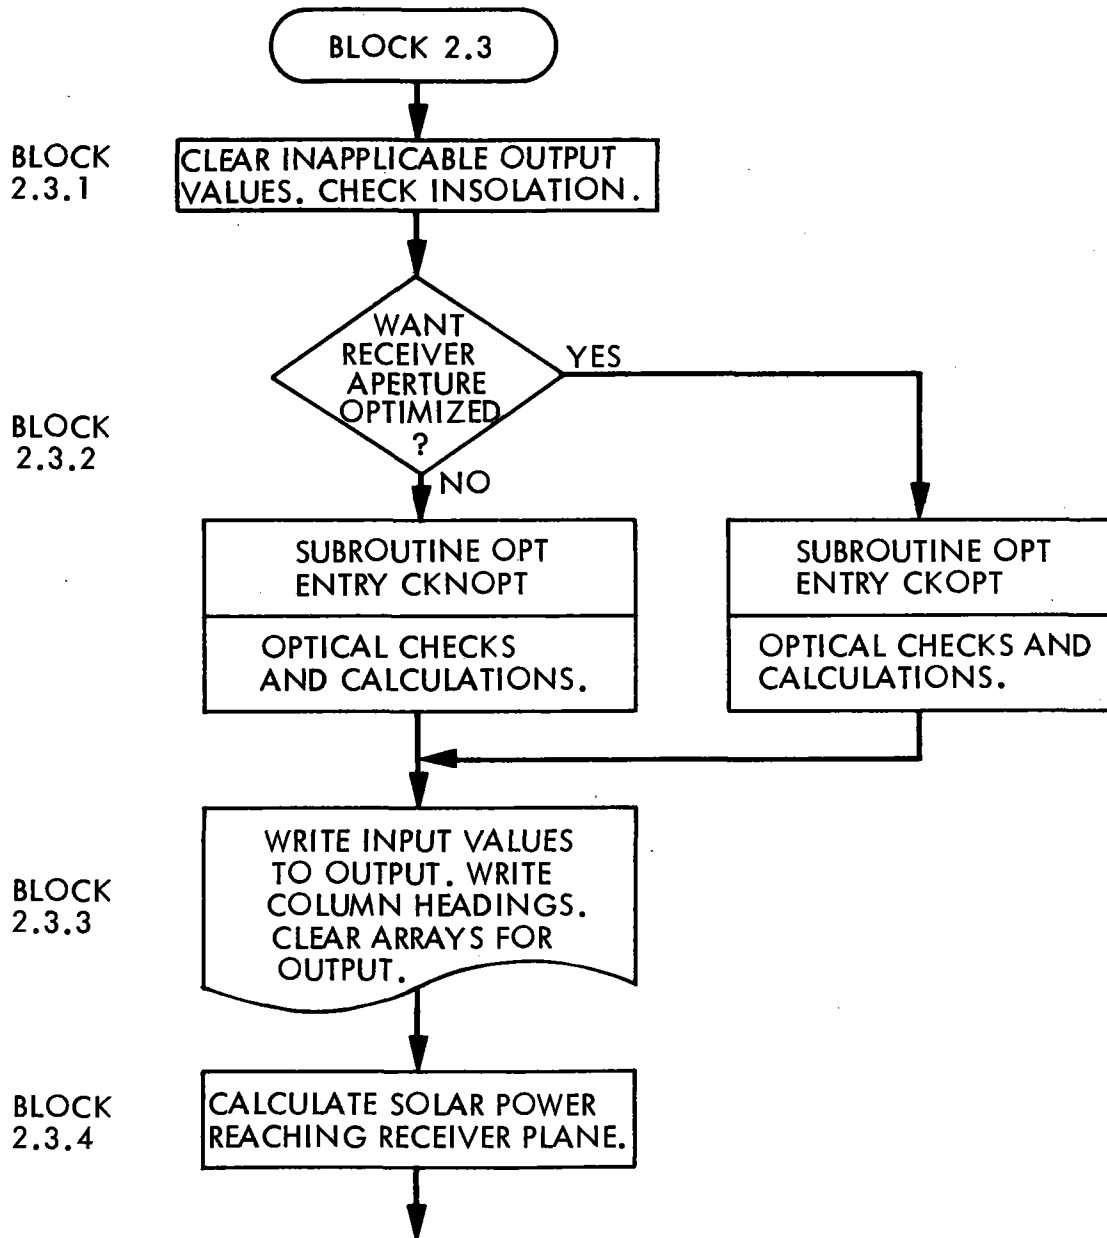 BLOCK 2.3
BLOCK
2.3.1
CLEAR INAPPLICABLE OUTPUT
VALUES. CHECK INSOLATION.
BLOCK
2.3.2
WANT
RECEIVER
APERTURE
OPTIMIZED
?
YES
NO
SUBROUTINE OPT
ENTRY CKNOPT
OPTICAL CHECKS
AND CALCULATIONS.
SUBROUTINE OPT
ENTRY CKOPT
OPTICAL CHECKS AND
CALCULATIONS.
BLOCK
2.3.3
WRITE INPUT VALUES
TO OUTPUT. WRITE
COLUMN HEADINGS.
CLEAR ARRAYS FOR
OUTPUT.
BLOCK
2.3.4
CALCULATE SOLAR POWER
REACHING RECEIVER PLANE.